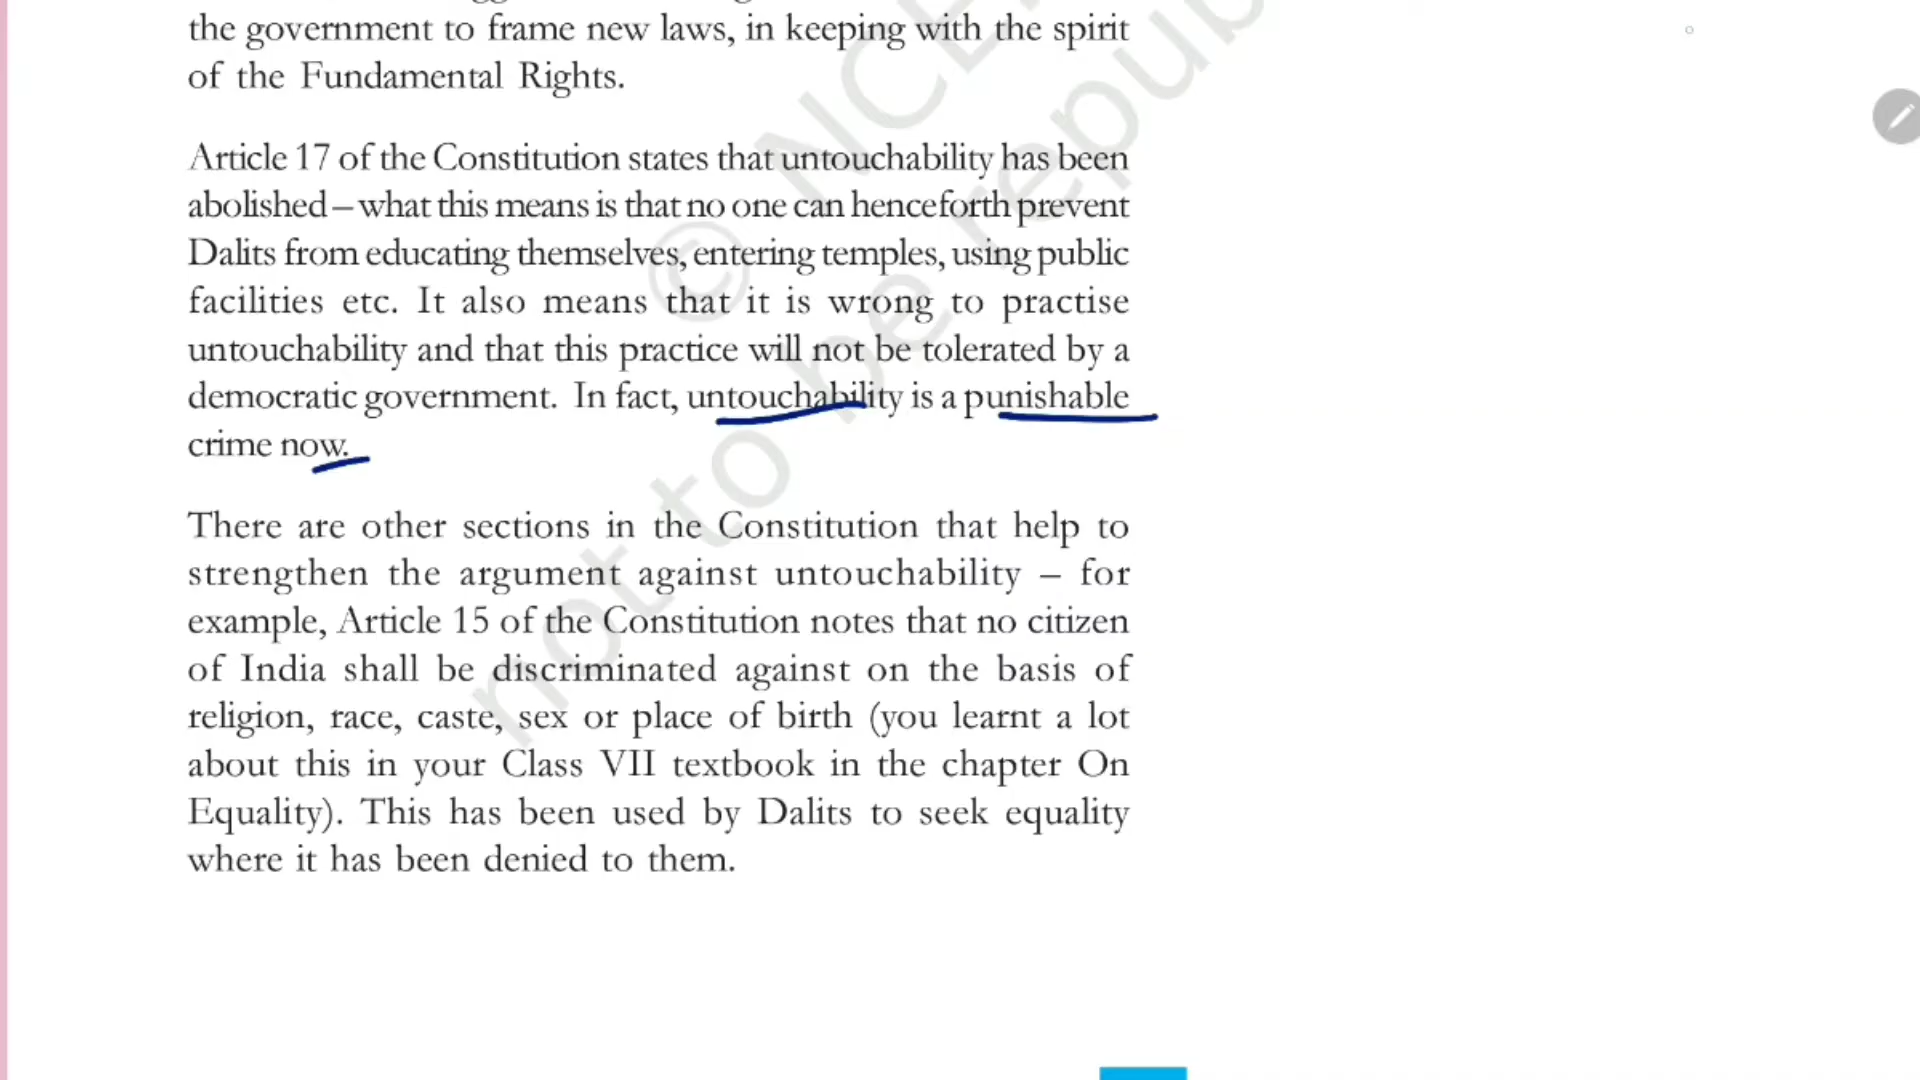 the government to frame new laws, in keeping with the spirit
of the Fundamental Rights.
Article 17 of the Constitution states that untouchability has been
abolished – what this means is that no one can henceforth prevent
Dalits from educating themselves, entering temples, using public
facilities etc. It also means that it is wrong to practise
untouchability and that this practice will not be tolerated by a
democratic government. In fact, untouchability is a punishable
crime now.
There are other sections in the Constitution that help to
strengthen the argument against untouchability – for
example, Article 15 of the Constitution notes that no citizen
of India shall be discriminated against on the basis of
religion, race, caste, sex or place of birth (you learnt a lot
about this in your Class VII textbook in the chapter On
Equality). This has been used by Dalits to seek equality
where it has been denied to them.
© NCE
not to be repub